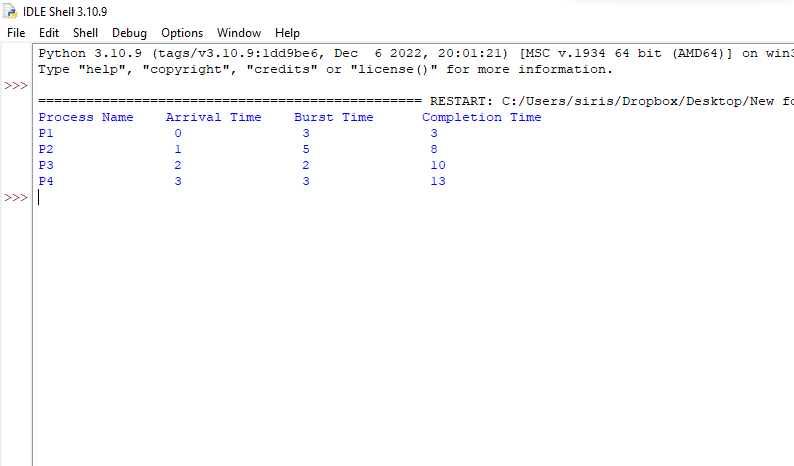 IDLE Shell 3.10.9
File Edit Shell Debug Options Window Help
Python 3.10.9 (tags/v3.10.9:1dd9be6, Dec  6 2022, 20:01:21) [MSC v.1934 64 bit (AMD64)] on
Type "help", "copyright", "credits" or "license()" for more information.
>>>
================================================ RESTART: C:/Users/siris/Dropbox/Desktop/New
Process Name    Arrival Time    Burst Time      Completion Time
P1               0               3               3
P2               1               5               8
P3               2               2               10
P4               3               3               13
>>>